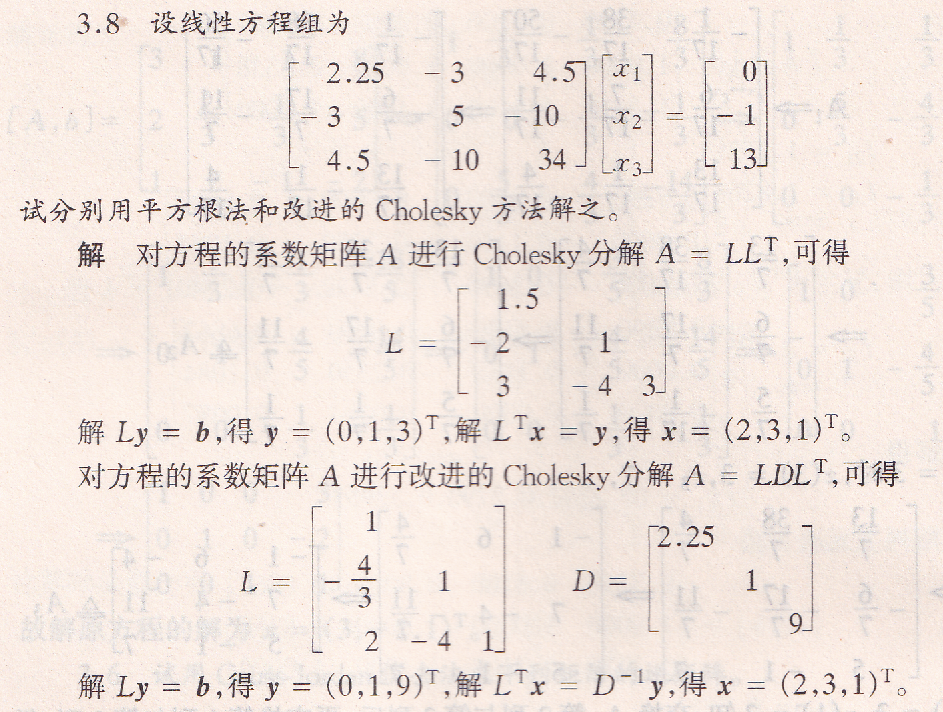 3.8 设线性方程组为
[ 2.25 - 3 4.5 ] [ x1 ] [ 0 ]
[ - 3 5 - 10 ] [ x2 ] = [ - 1 ]
[ 4.5 - 10 34 ] [ x3 ] [ 13 ]
试分别用平方根法和改进的 Cholesky 方法解之。
解 对方程的系数矩阵 A 进行 Cholesky 分解 A = LL^T,可得
[ 1.5 ]
L = [ - 2 1 ]
[ 3 - 4 3 ]
解 Ly = b,得 y = (0,1,3)^T,解 L^T x = y,得 x = (2,3,1)^T。
对方程的系数矩阵 A 进行改进的 Cholesky 分解 A = LDL^T,可得
[ 1 ] [ 2.25 ]
L = [ - 4/3 1 ] D = [ 1 ]
[ 2 - 4 1 ] [ 9 ]
解 Ly = b,得 y = (0,1,9)^T,解 L^T x = D^-1 y,得 x = (2,3,1)^T。